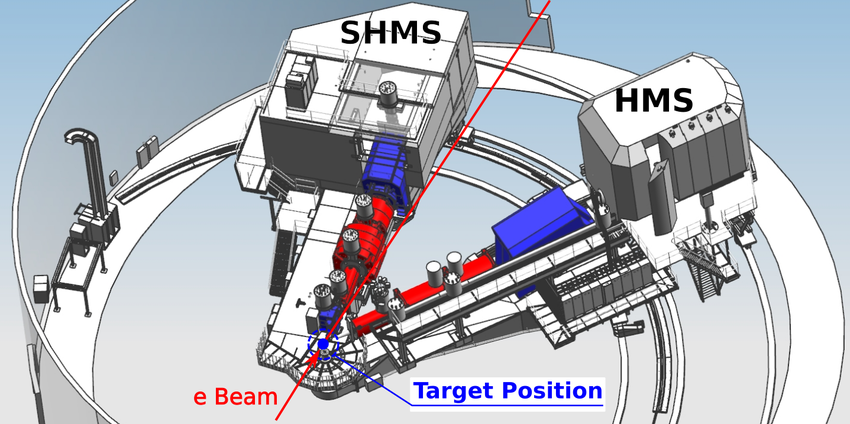 SHMS
HMS
Target Position
e Beam